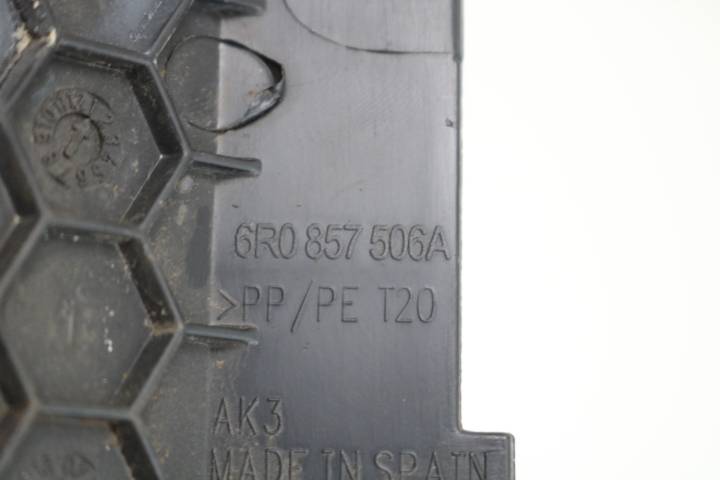 6R0 857 506A
>PP/PE T20
AK3
MADE IN SPAIN